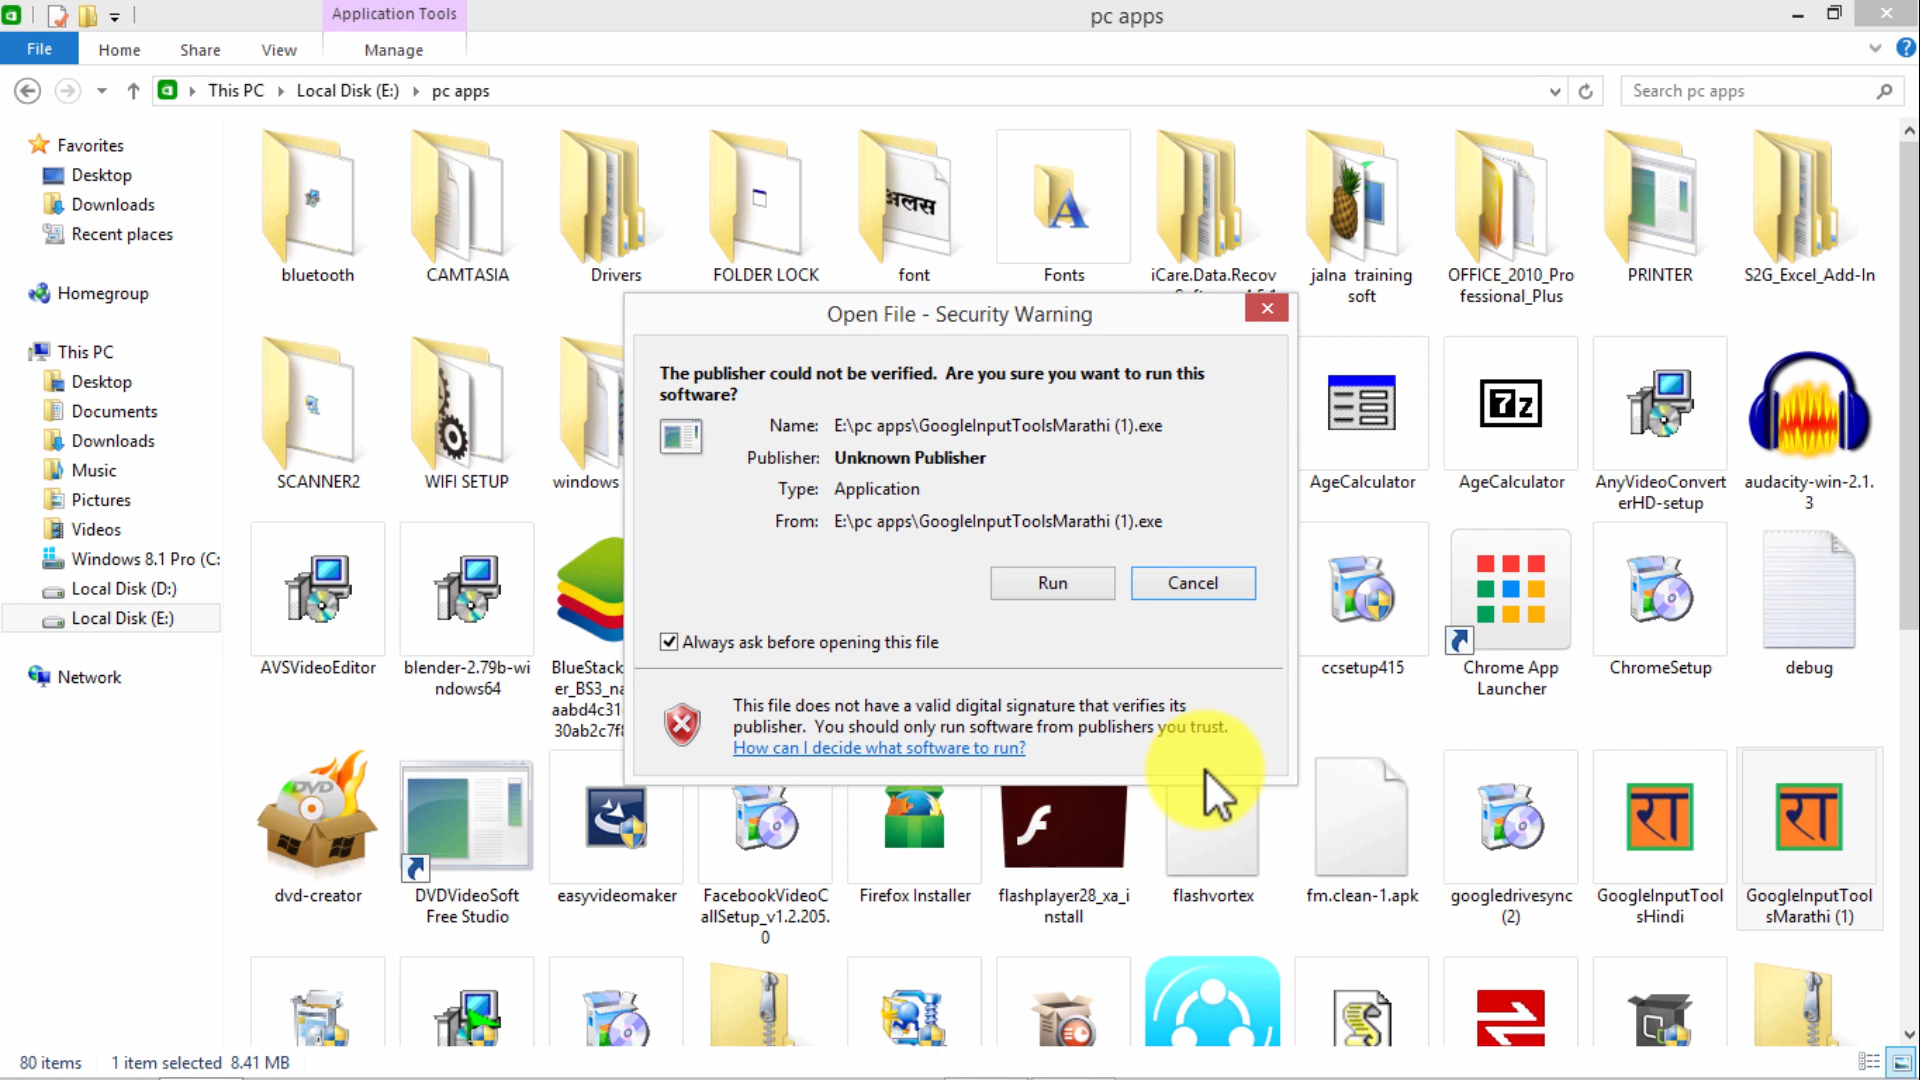 Application Tools
pc apps
File
Home
Share
View
Manage
This PC
Local Disk (E:)
pc apps
Search pc apps
Favorites
Desktop
Downloads
Recent places
Homegroup
This PC
Desktop
Documents
Downloads
Music
Pictures
Videos
Windows 8.1 Pro (C:
Local Disk (D:)
Local Disk (E:)
Network
bluetooth
CAMTASIA
Drivers
FOLDER LOCK
अलस
font
A
Fonts
iCare.Data.Recov
jalna training
soft
OFFICE_2010_Pro
fessional_Plus
PRINTER
S2G_Excel_Add-In
Open File - Security Warning
The publisher could not be verified. Are you sure you want to run this
software?
Name: E:\pc apps\GoogleInputToolsMarathi (1).exe
Publisher: Unknown Publisher
Type: Application
From: E:\pc apps\GoogleInputToolsMarathi (1).exe
Run
Cancel
Always ask before opening this file
This file does not have a valid digital signature that verifies its
publisher. You should only run software from publishers you trust.
How can I decide what software to run?
SCANNER2
WIFI SETUP
windows
AgeCalculator
7z
AgeCalculator
AnyVideoConvert
erHD-setup
audacity-win-2.1.
3
AVSVideoEditor
blender-2.79b-wi
ndows64
BlueStack
er_BS3_na
aabd4c31
30ab2c7f8
ccsetup415
Chrome App
Launcher
ChromeSetup
debug
DVD
dvd-creator
DVDVideoSoft
Free Studio
easyvideomaker
FacebookVideoC
allSetup_v1.2.205.
0
Firefox Installer
flashplayer28_xa_i
nstall
flashvortex
fm.clean-1.apk
googledrivesync
(2)
रा
GoogleInputTool
sHindi
रा
GoogleInputTool
sMarathi (1)
80 items
1 item selected 8.41 MB